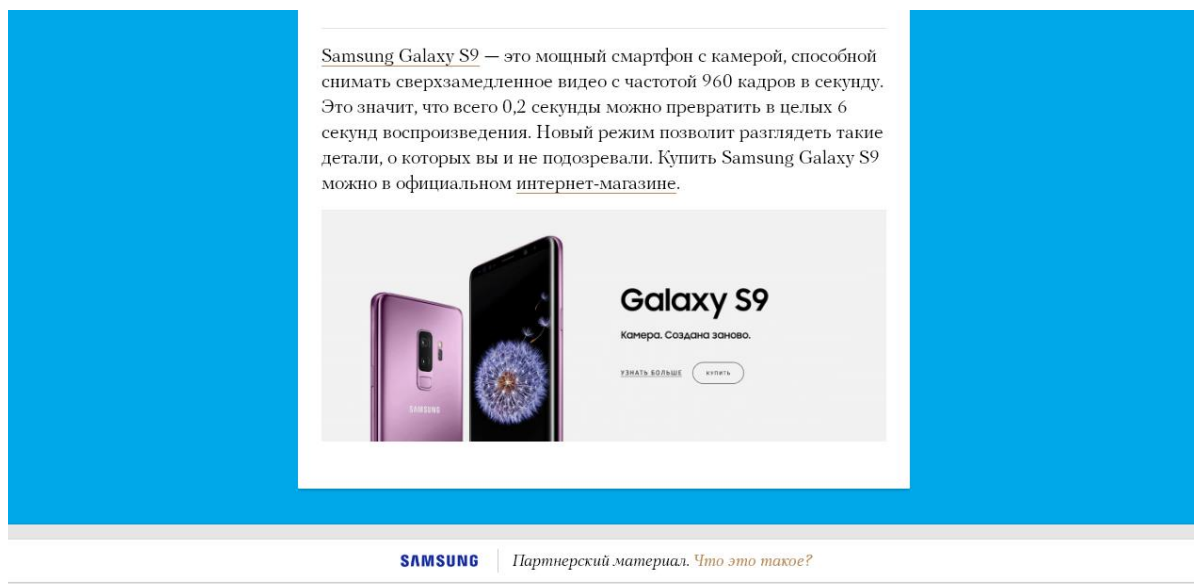 Samsung Galaxy S9 — это мощный смартфон с камерой, способной
снимать сверхзамедленное видео с частотой 960 кадров в секунду.
Это значит, что всего 0,2 секунды можно превратить в целых 6
секунд воспроизведения. Новый режим позволит разглядеть такие
детали, о которых вы и не подозревали. Купить Samsung Galaxy S9
можно в официальном интернет-магазине.
Galaxy S9
Камера. Создана заново.
УЗНАТЬ БОЛЬШЕ КУПИТЬ
SAMSUNG
SAMSUNG Партнерский материал. Что это такое?